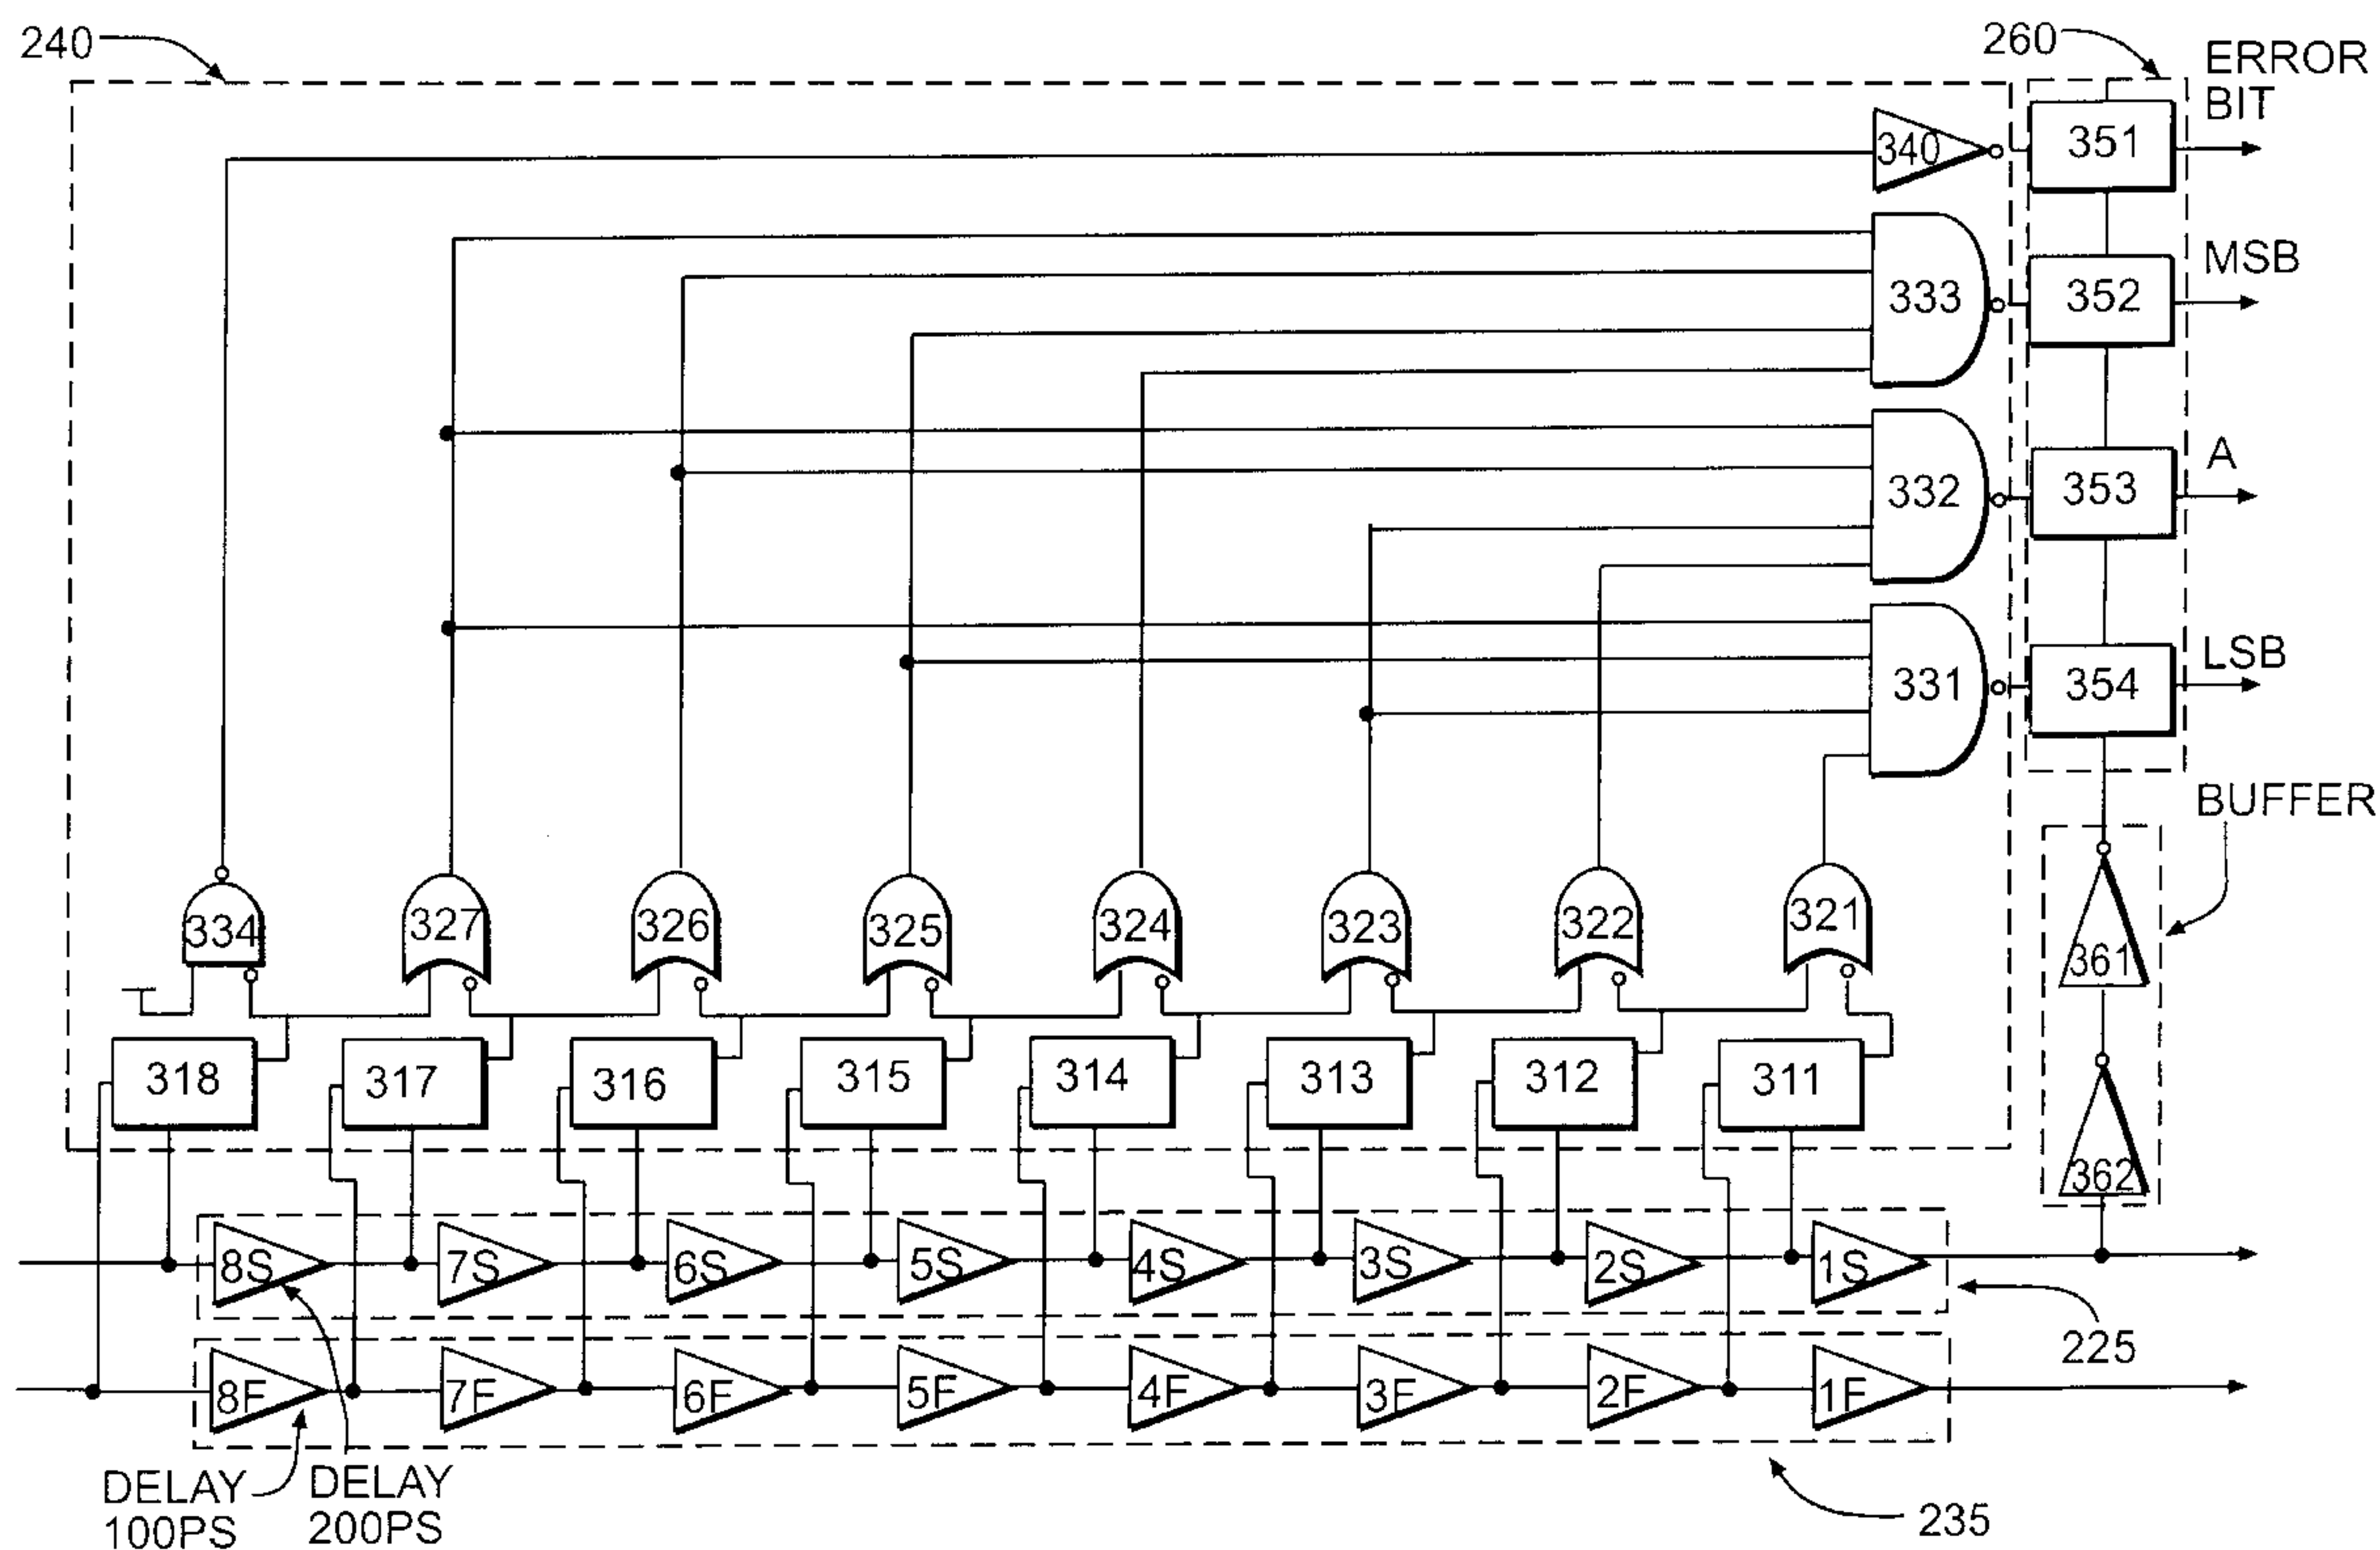 240
260
ERROR
BIT
340
351
MSB
333
352
A
332
353
LSB
331
354
BUFFER
334
327
326
325
324
323
322
321
361
318
317
316
315
314
313
312
311
362
8S
7S
6S
5S
4S
3S
2S
1S
225
8F
7F
6F
5F
4F
3F
2F
1F
DELAY
100PS
DELAY
200PS
235